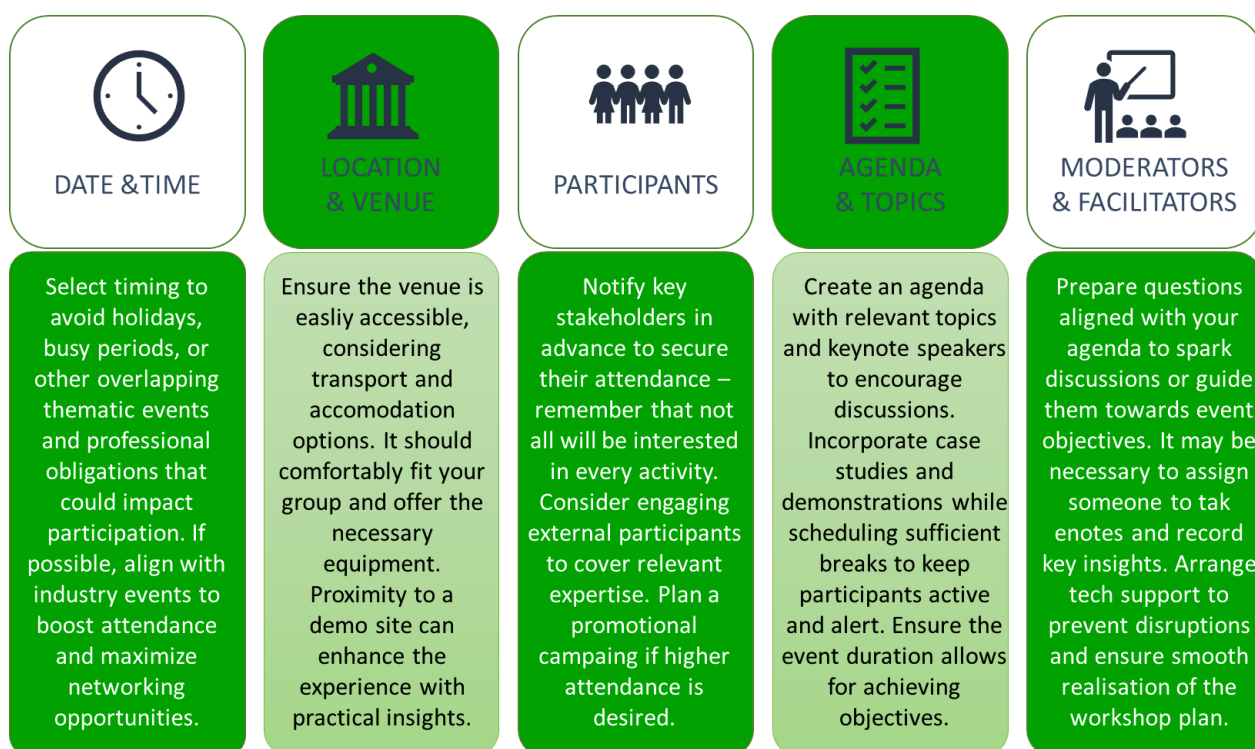 DATE &TIME
Select timing to
avoid holidays,
busy periods, or
other overlapping
thematic events
and professional
obligations that
could impact
participation. If
possible, align with
industry events to
boost attendance
and maximize
networking
opportunities.
LOCATION
& VENUE
Ensure the venue is
easliy accessible,
considering
transport and
accomodation
options. It should
comfortably fit your
group and offer the
necessary
equipment.
Proximity to a
demo site can
enhance the
experience with
practical insights.
PARTICIPANTS
Notify key
stakeholders in
advance to secure
their attendance –
remember that not
all will be interested
in every activity.
Consider engaging
external participants
to cover relevant
expertise. Plan a
promotional
campaing if higher
attendance is
desired.
AGENDA
& TOPICS
Create an agenda
with relevant topics
and keynote speakers
to encourage
discussions.
Incorporate case
studies and
demonstrations while
scheduling sufficient
breaks to keep
participants active
and alert. Ensure the
event duration allows
for achieving
objectives.
MODERATORS
& FACILITATORS
Prepare questions
aligned with your
agenda to spark
discussions or guide
them towards event
objectives. It may be
necessary to assign
someone to tak
enotes and record
key insights. Arrange
tech support to
prevent disruptions
and ensure smooth
realisation of the
workshop plan.